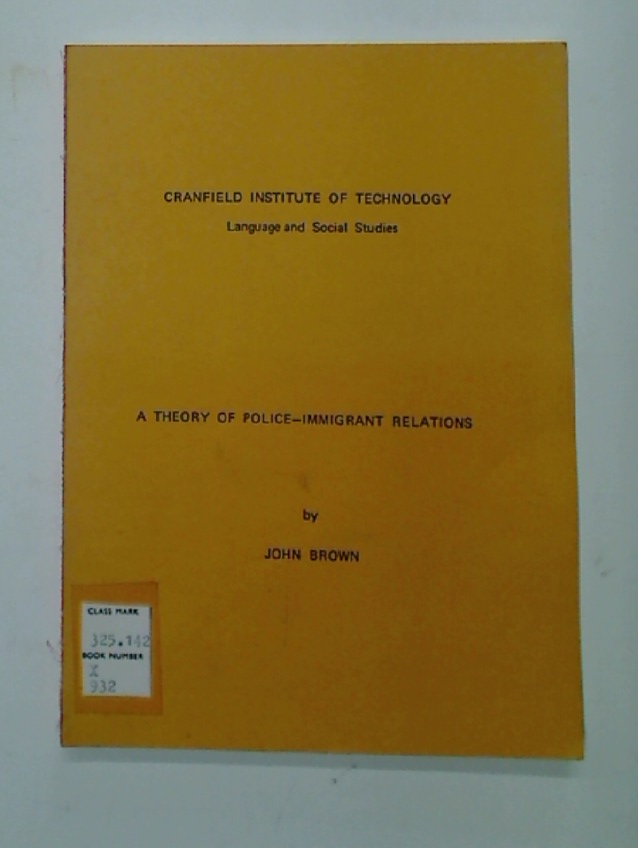 CRANFIELD INSTITUTE OF TECHNOLOGY
Language and Social Studies
A THEORY OF POLICE—IMMIGRANT RELATIONS
by
JOHN BROWN
CLASS MARK
325.142
BOOK NUMBER
X
932